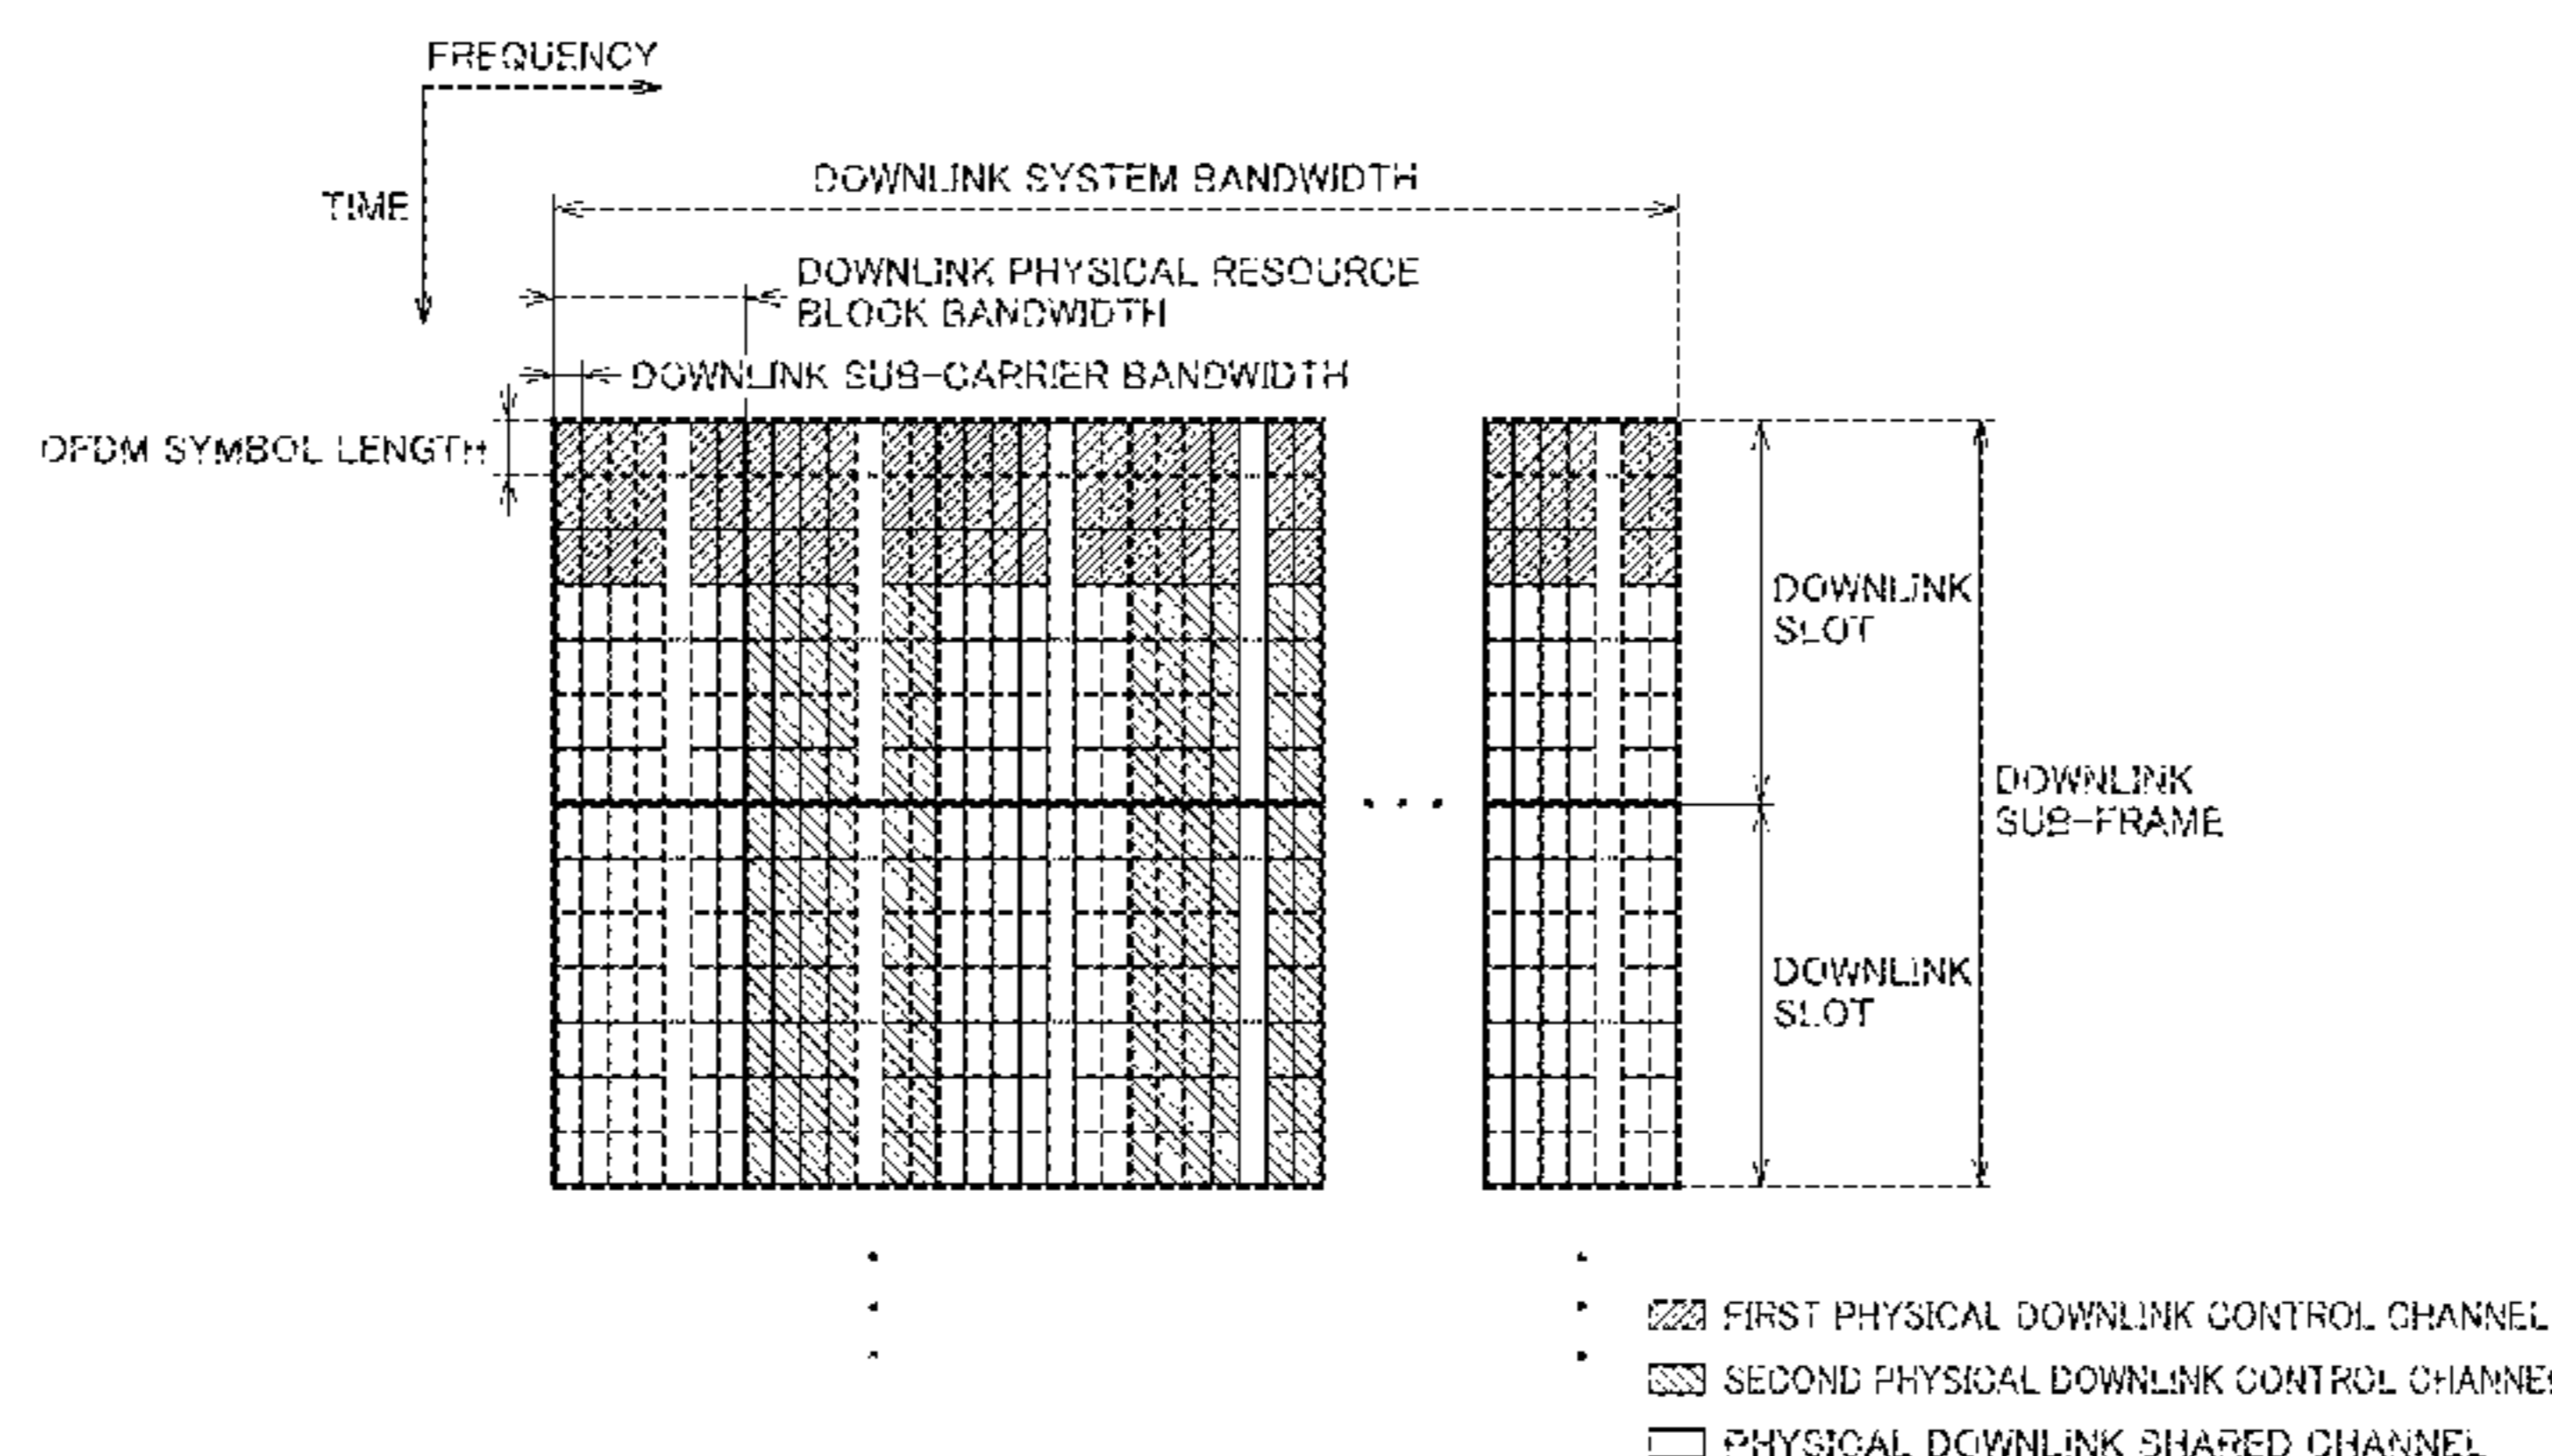 FREQUENCY
TIME
DOWNLINK SYSTEM BANDWIDTH
DOWNLINK PHYSICAL RESOURCE
BLOCK BANDWIDTH
DOWNLINK SUB-CARRIER BANDWIDTH
OFDM SYMBOL LENGTH
DOWNLINK
SLOT
DOWNLINK
SUB-FRAME
DOWNLINK
SLOT
FIRST PHYSICAL DOWNLINK CONTROL CHANNEL
SECOND PHYSICAL DOWNLINK CONTROL CHANNEL
PHYSICAL DOWNLINK SHARED CHANNEL